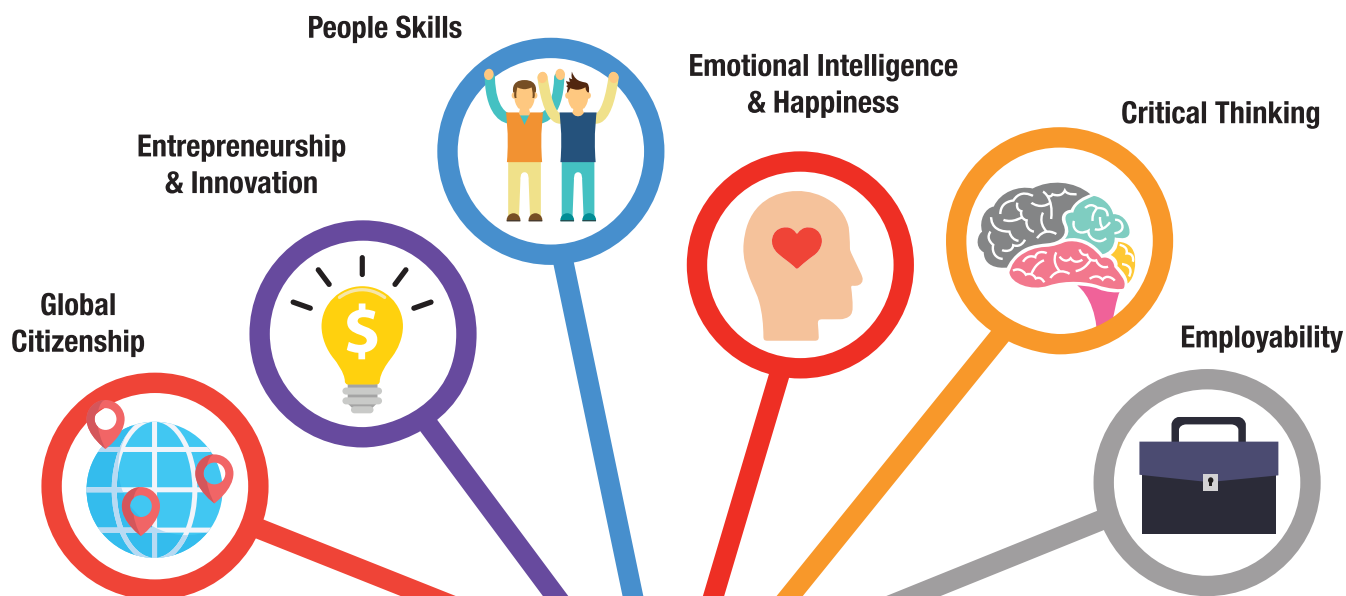 People Skills
Emotional Intelligence
& Happiness
Critical Thinking
Entrepreneurship
& Innovation
Global
Citizenship
Employability
$